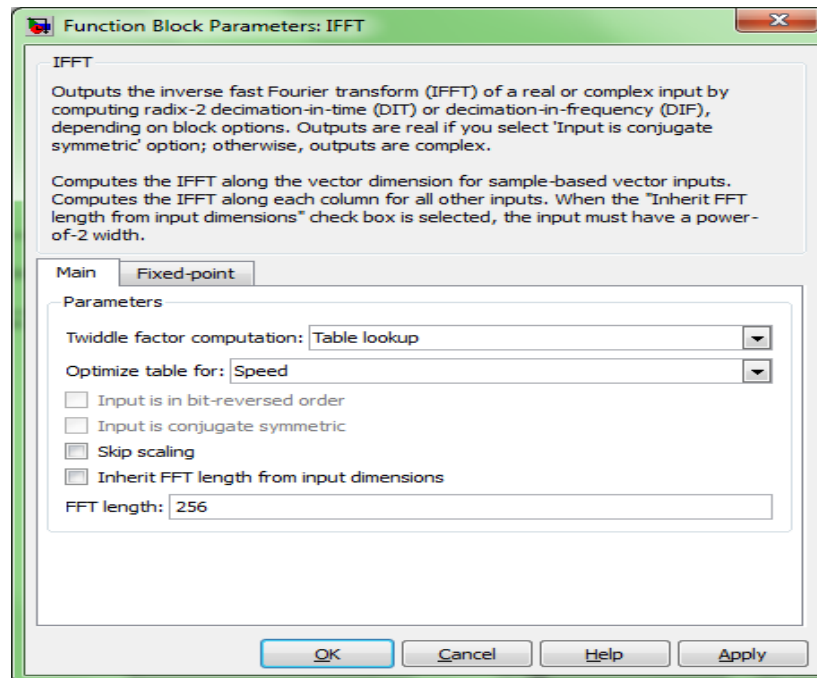 Function Block Parameters: IFFT
IFFT
Outputs the inverse fast Fourier transform (IFFT) of a real or complex input by
computing radix-2 decimation-in-time (DIT) or decimation-in-frequency (DIF),
depending on block options. Outputs are real if you select 'Input is conjugate
symmetric' option; otherwise, outputs are complex.
Computes the IFFT along the vector dimension for sample-based vector inputs.
Computes the IFFT along each column for all other inputs. When the "Inherit FFT
length from input dimensions" check box is selected, the input must have a power-
of-2 width.
Main Fixed-point
Parameters
Twiddle factor computation: Table lookup
Optimize table for: Speed
Input is in bit-reversed order
Input is conjugate symmetric
Skip scaling
Inherit FFT length from input dimensions
FFT length: 256
OK Cancel Help Apply